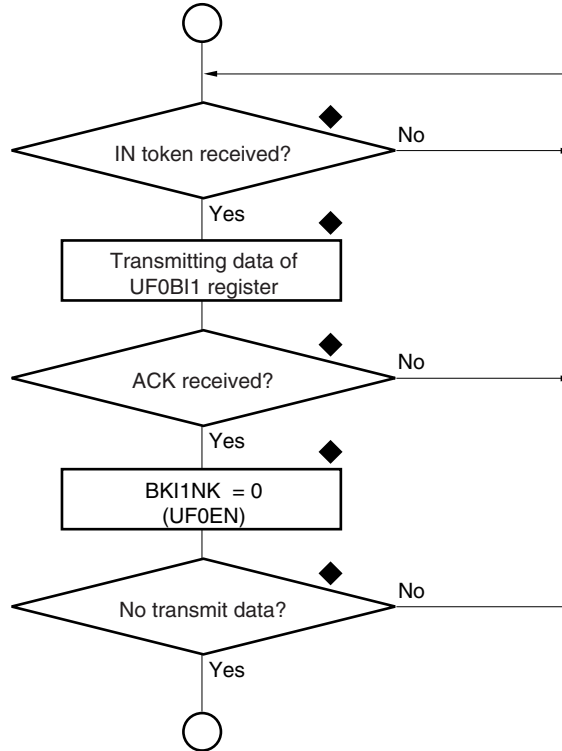 IN token received?
No
Yes
Transmitting data of
UF0BI1 register
ACK received?
No
Yes
BKI1NK = 0
(UF0EN)
No transmit data?
No
Yes